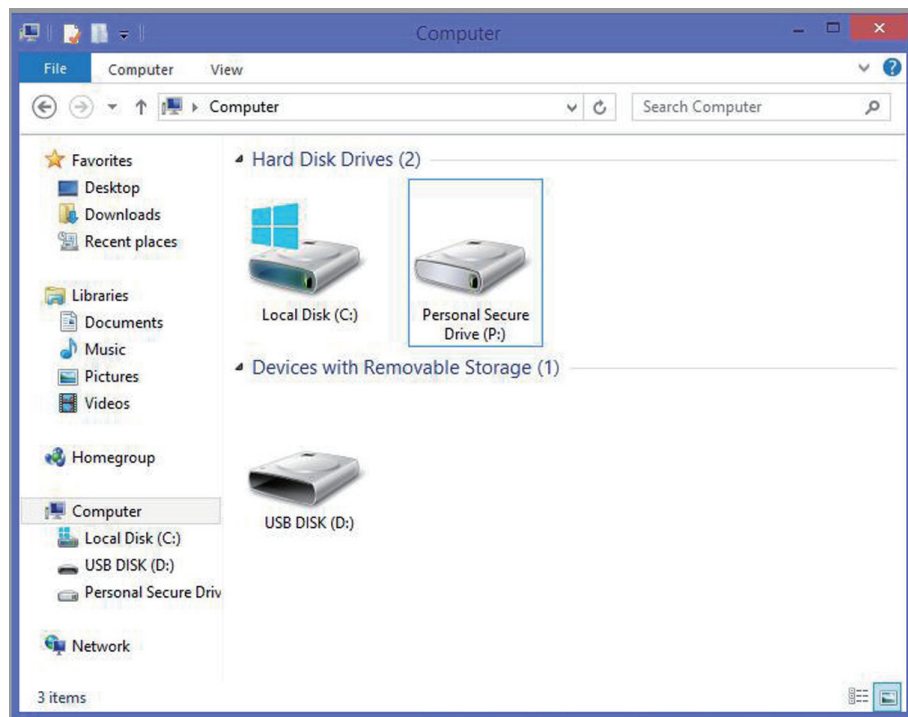 Computer
File Computer View
Computer
Search Computer
Favorites
Desktop
Downloads
Recent places
Libraries
Documents
Music
Pictures
Videos
Homegroup
Computer
Local Disk (C:)
USB DISK (D:)
Personal Secure Driv
Network
Hard Disk Drives (2)
Local Disk (C:)
Personal Secure
Drive (P:)
Devices with Removable Storage (1)
USB DISK (D:)
3 items